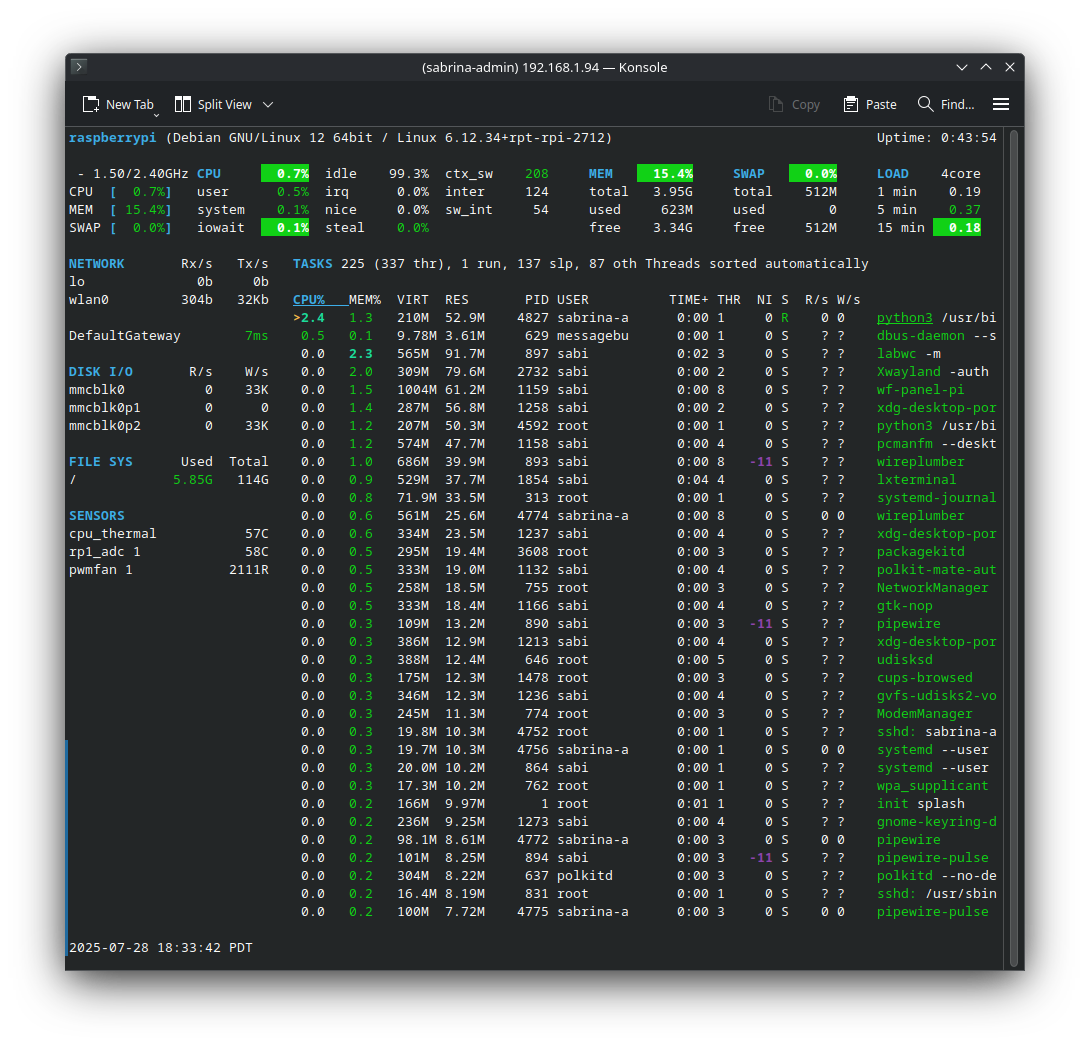 (sabrina-admin) 192.168.1.94 — Konsole
New Tab Split View Copy Paste Find...
raspberrypi (Debian GNU/Linux 12 64bit / Linux 6.12.34+rpt-rpi-2712) Uptime: 0:43:54
- 1.50/2.40GHz CPU 0.7% idle 99.3% ctx_sw 208 MEM 15.4% SWAP 0.0% LOAD 4core
CPU [ 0.7%] user 0.5% irq 0.0% inter 124 total 3.95G total 512M 1 min 0.19
MEM [ 15.4%] system 0.1% nice 0.0% sw_int 54 used 623M used 0 5 min 0.37
SWAP [ 0.0%] iowait 0.1% steal 0.0% free 3.34G free 512M 15 min 0.18
NETWORK Rx/s Tx/s TASKS 225 (337 thr), 1 run, 137 slp, 87 oth Threads sorted automatically
lo 0b 0b
wlan0 304b 32Kb CPU% MEM% VIRT RES PID USER TIME+ THR NI S R/s W/s
>2.4 1.3 210M 52.9M 4827 sabrina-a 0:00 1 0 R 0 0 python3 /usr/bi
DefaultGateway 7ms 0.5 0.1 9.78M 3.61M 629 messagebu 0:00 1 0 S ? ? dbus-daemon --s
0.0 2.3 565M 91.7M 897 sabi 0:02 3 0 S ? ? labwc -m
DISK I/O R/s W/s 0.0 2.0 309M 79.6M 2732 sabi 0:00 2 0 S ? ? Xwayland -auth
mmcblk0 0 33K 0.0 1.5 1004M 61.2M 1159 sabi 0:00 8 0 S ? ? wf-panel-pi
mmcblk0p1 0 0 0.0 1.4 287M 56.8M 1258 sabi 0:00 2 0 S ? ? xdg-desktop-por
mmcblk0p2 0 33K 0.0 1.2 207M 50.3M 4592 root 0:00 1 0 S ? ? python3 /usr/bi
0.0 1.2 574M 47.7M 1158 sabi 0:00 4 0 S ? ? pcmanfm --deskt
FILE SYS Used Total 0.0 1.0 686M 39.9M 893 sabi 0:00 8 -11 S ? ? wireplumber
/ 5.85G 114G 0.0 0.9 529M 37.7M 1854 sabi 0:04 4 0 S ? ? lxterminal
0.0 0.8 71.9M 33.5M 313 root 0:00 1 0 S ? ? systemd-journal
SENSORS 0.0 0.6 561M 25.6M 4774 sabrina-a 0:00 8 0 S 0 0 wireplumber
cpu_thermal 57C 0.0 0.6 334M 23.5M 1237 sabi 0:00 4 0 S ? ? xdg-desktop-por
rp1_adc 1 58C 0.0 0.5 295M 19.4M 3608 root 0:00 3 0 S ? ? packagekitd
pwmfan 1 2111R 0.0 0.5 333M 19.0M 1132 sabi 0:00 4 0 S ? ? polkit-mate-aut
0.0 0.5 258M 18.5M 755 root 0:00 3 0 S ? ? NetworkManager
0.0 0.5 333M 18.4M 1166 sabi 0:00 4 0 S ? ? gtk-nop
0.0 0.3 109M 13.2M 890 sabi 0:00 3 -11 S ? ? pipewire
0.0 0.3 386M 12.9M 1213 sabi 0:00 4 0 S ? ? xdg-desktop-por
0.0 0.3 388M 12.4M 646 root 0:00 5 0 S ? ? udisksd
0.0 0.3 175M 12.3M 1478 root 0:00 3 0 S ? ? cups-browsed
0.0 0.3 346M 12.3M 1236 sabi 0:00 4 0 S ? ? gvfs-udisks2-vo
0.0 0.3 245M 11.3M 774 root 0:00 3 0 S ? ? ModemManager
0.0 0.3 19.8M 10.3M 4752 root 0:00 1 0 S ? ? sshd: sabrina-a
0.0 0.3 19.7M 10.3M 4756 sabrina-a 0:00 1 0 S 0 0 systemd --user
0.0 0.3 20.0M 10.2M 864 sabi 0:00 1 0 S ? ? systemd --user
0.0 0.3 17.3M 10.2M 762 root 0:00 1 0 S ? ? wpa_supplicant
0.0 0.2 166M 9.97M 1 root 0:01 1 0 S ? ? init splash
0.0 0.2 236M 9.25M 1273 sabi 0:00 4 0 S ? ? gnome-keyring-d
0.0 0.2 98.1M 8.61M 4772 sabrina-a 0:00 3 0 S 0 0 pipewire
0.0 0.2 101M 8.25M 894 sabi 0:00 3 -11 S ? ? pipewire-pulse
0.0 0.2 304M 8.22M 637 polkitd 0:00 3 0 S ? ? polkitd --no-de
0.0 0.2 16.4M 8.19M 831 root 0:00 1 0 S ? ? sshd: /usr/sbin
0.0 0.2 100M 7.72M 4775 sabrina-a 0:00 3 0 S 0 0 pipewire-pulse
2025-07-28 18:33:42 PDT